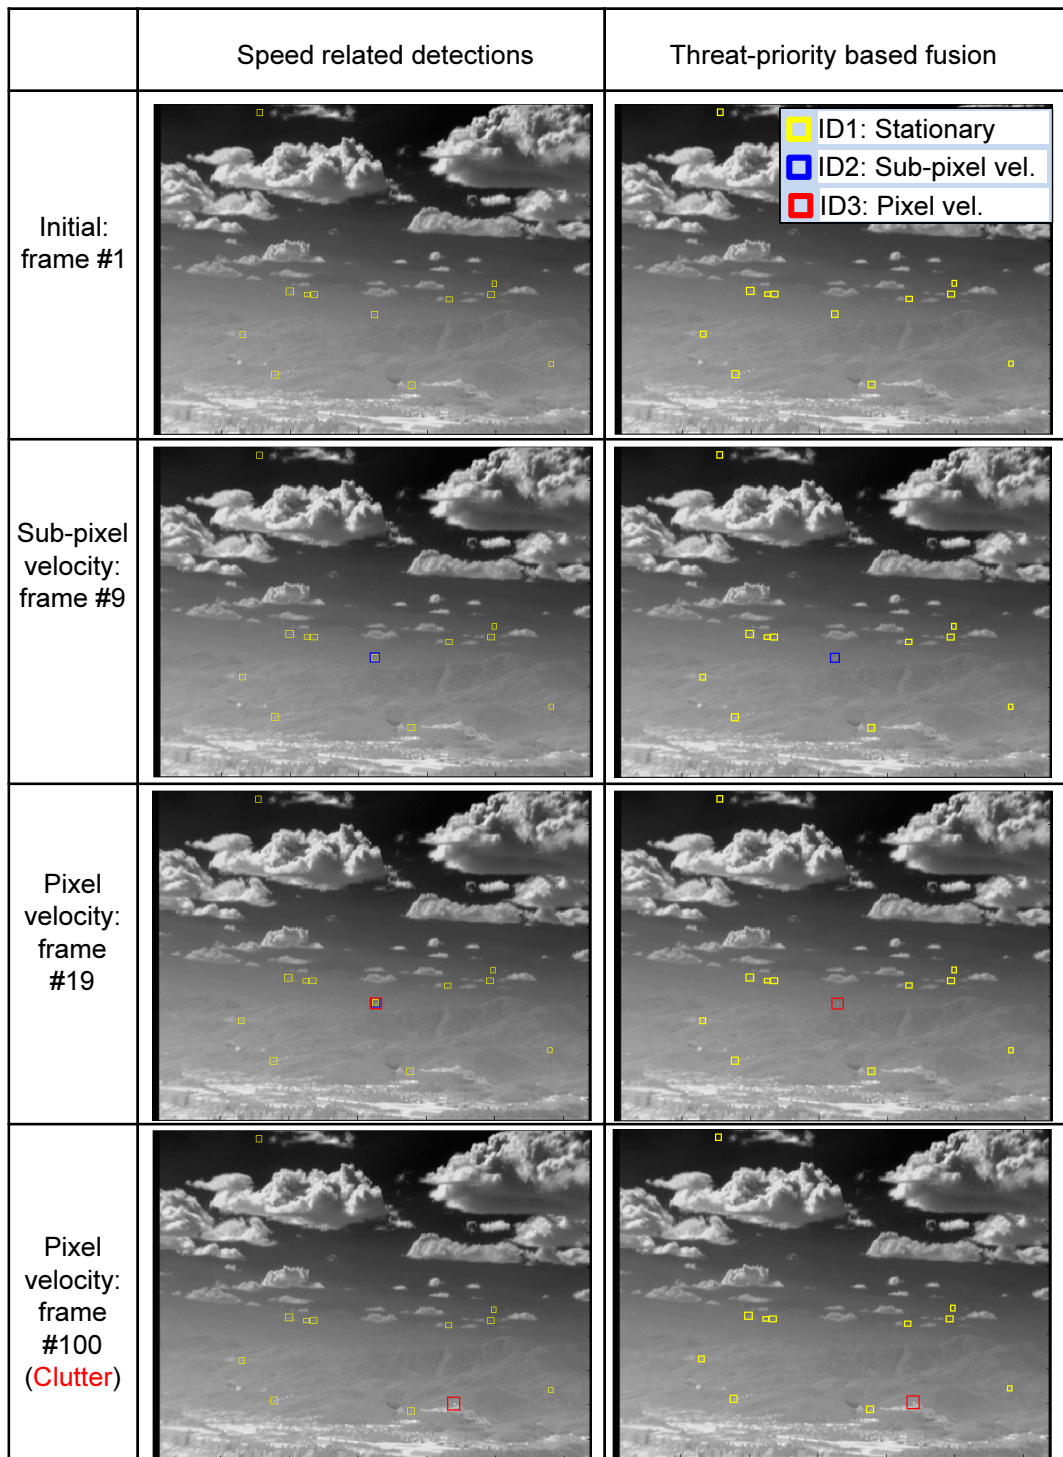 Speed related detections
Threat-priority based fusion
Initial:
frame #1
ID1: Stationary
ID2: Sub-pixel vel.
ID3: Pixel vel.
Sub-pixel
velocity:
frame #9
Pixel
velocity:
frame
#19
Pixel
velocity:
frame
#100
(Clutter)